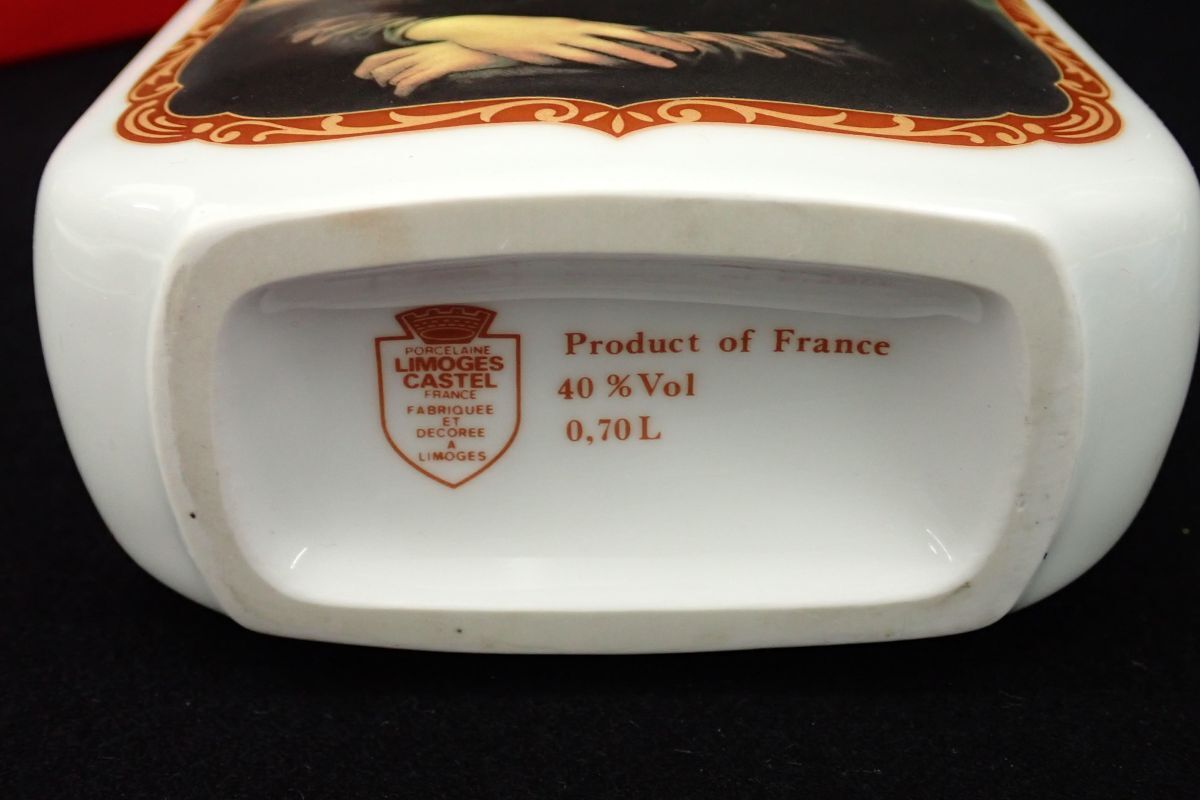 PORCELAINE
LIMOGES
CASTEL
FRANCE
FABRIQUEE
ET
DECOREE
A
LIMOGES
Product of France
40 % Vol
0,70 L